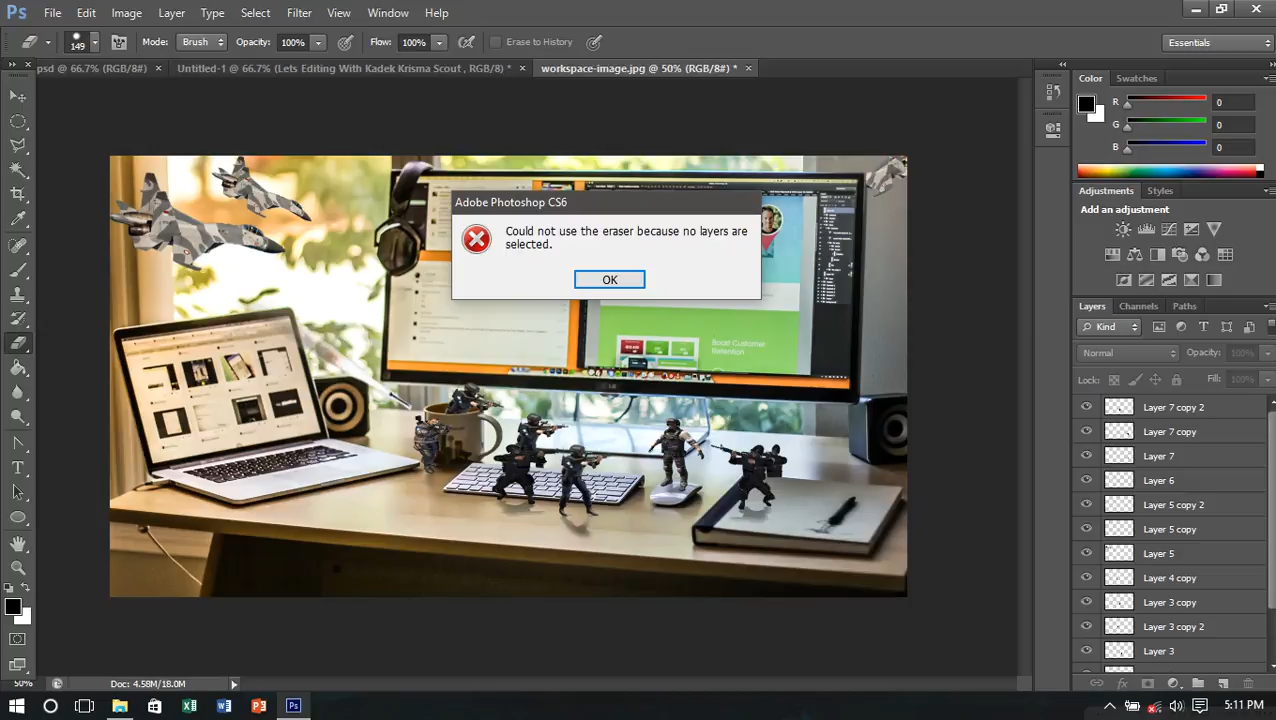 Ps File Edit Image Layer Type Select Filter View Window Help
149 Mode: Brush Opacity: 100% Flow: 100% Erase to History Essentials
psd @ 66.7% (RGB/8#) × Untitled-1 @ 66.7% (Lets Editing With Kadek Krisma Scout , RGB/8) * × workspace-image.jpg @ 50% (RGB/8#) * ×
Color Swatches
R 0
G 0
B 0
Adjustments Styles
Add an adjustment
Adobe Photoshop CS6
Could not use the eraser because no layers are
selected.
OK
Boost Customer
Retention
Layers Channels Paths
Kind
Normal Opacity: 100%
Lock: Fill: 100%
Layer 7 copy 2
Layer 7 copy
Layer 7
Layer 6
Layer 5 copy 2
Layer 5 copy
Layer 5
Layer 4 copy
Layer 3 copy
Layer 3 copy 2
Layer 3
50% Doc: 4.58M/18.0M
5:11 PM